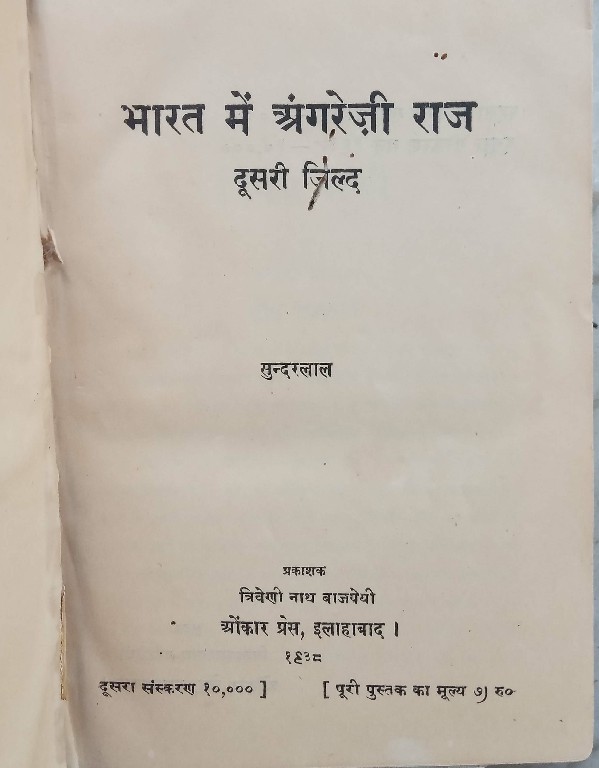 भारत में अंगरेज़ी राज
दूसरी जिल्द
सुन्दरलाल
प्रकाशक
त्रिवेणी नाथ बाजपेयी
ओंकार प्रेस, इलाहाबाद ।
१९३८
दूसरा संस्करण १०,००० ] [ पूरी पुस्तक का मूल्य ७) रु०